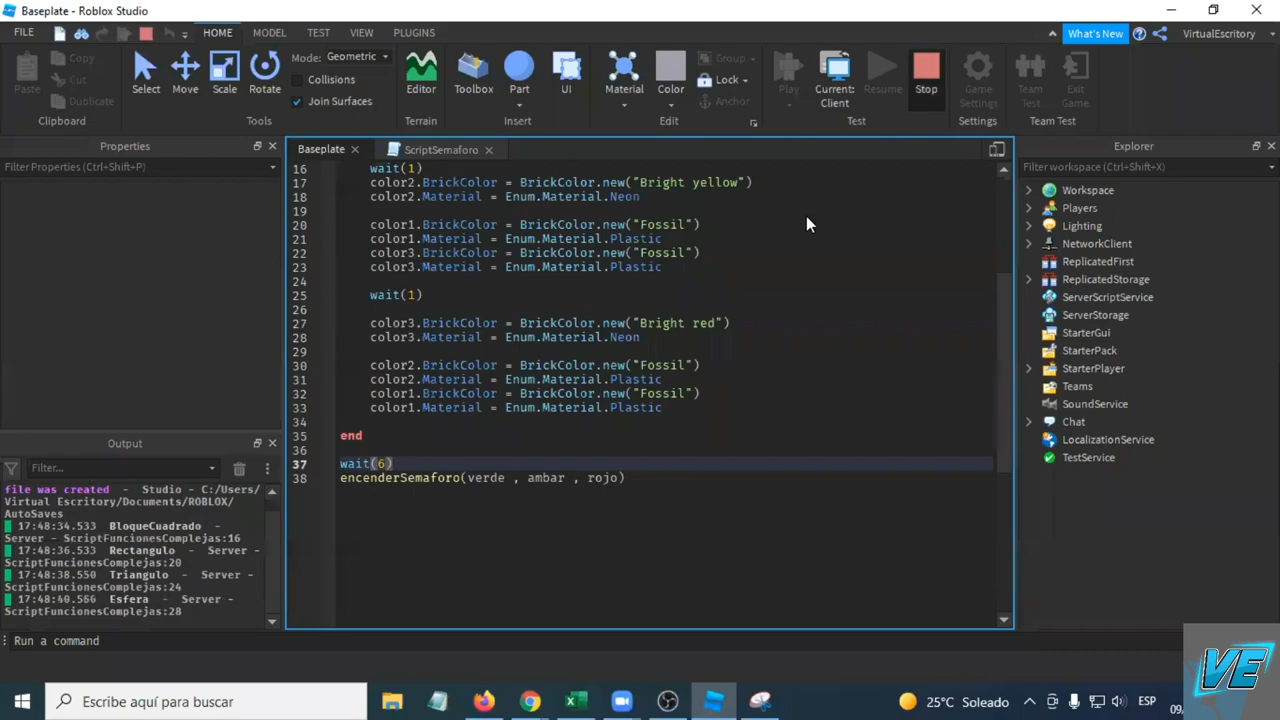 Baseplate - Roblox Studio
FILE HOME MODEL TEST VIEW PLUGINS What's New VirtualEscritory
Paste Copy Cut Duplicate Clipboard
Select Move Scale Rotate Tools
Mode: Geometric
Collisions
Join Surfaces
Editor Terrain
Toolbox Part UI Insert
Material Color Group Lock Anchor Edit
Play Current: Client Resume Stop Test
Game Settings Settings
Team Test Exit Game Team Test
Properties
Filter Properties (Ctrl+Shift+P)
Output
Filter...
file was created - Studio - C:/Users/
Virtual Escritory/Documents/ROBLOX/
AutoSaves
17:48:34.533 BloqueCuadrado -
Server - ScriptFuncionesComplejas:16
17:48:36.533 Rectangulo - Server -
ScriptFuncionesComplejas:20
17:48:38.550 Triangulo - Server -
ScriptFuncionesComplejas:24
17:48:40.566 Esfera - Server -
ScriptFuncionesComplejas:28
Baseplate ScriptSemaforo
16 wait(1)
17 color2.BrickColor = BrickColor.new("Bright yellow")
18 color2.Material = Enum.Material.Neon
19
20 color1.BrickColor = BrickColor.new("Fossil")
21 color1.Material = Enum.Material.Plastic
22 color3.BrickColor = BrickColor.new("Fossil")
23 color3.Material = Enum.Material.Plastic
24
25 wait(1)
26
27 color3.BrickColor = BrickColor.new("Bright red")
28 color3.Material = Enum.Material.Neon
29
30 color2.BrickColor = BrickColor.new("Fossil")
31 color2.Material = Enum.Material.Plastic
32 color1.BrickColor = BrickColor.new("Fossil")
33 color1.Material = Enum.Material.Plastic
34
35 end
36
37 wait(6)
38 encenderSemaforo(verde , ambar , rojo)
Explorer
Filter workspace (Ctrl+Shift+X)
Workspace
Players
Lighting
NetworkClient
ReplicatedFirst
ReplicatedStorage
ServerScriptService
ServerStorage
StarterGui
StarterPack
StarterPlayer
Teams
SoundService
Chat
LocalizationService
TestService
Run a command
VE
Escribe aquí para buscar
25°C Soleado
ESP
09/